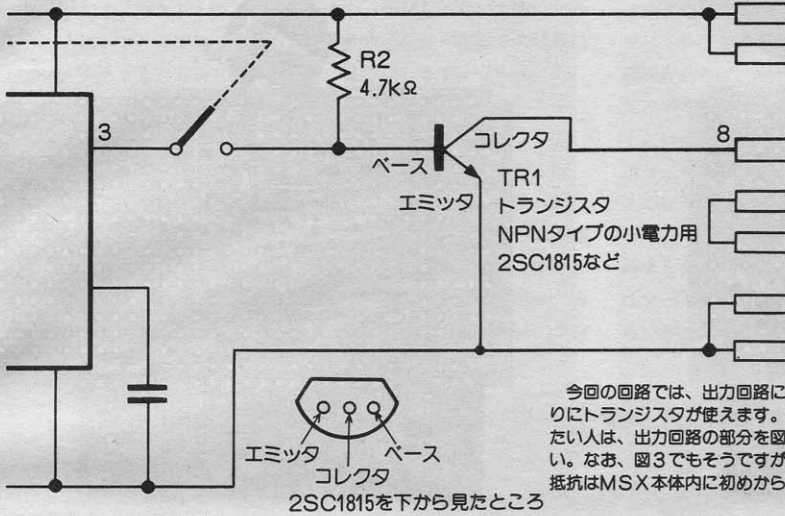 R2
4.7kΩ
3
8
コレクタ
ベース
エミッタ
TR1
トランジスタ
NPNタイプの小電力用
2SC1815など
エミッタ
ベース
コレクタ
2SC1815を下から見たところ
今回の回路では、出力回路に
りにトランジスタが使えます。
たい人は、出力回路の部分を図
い。なお、図3でもそうですが
抵抗はMSX本体内に初めから